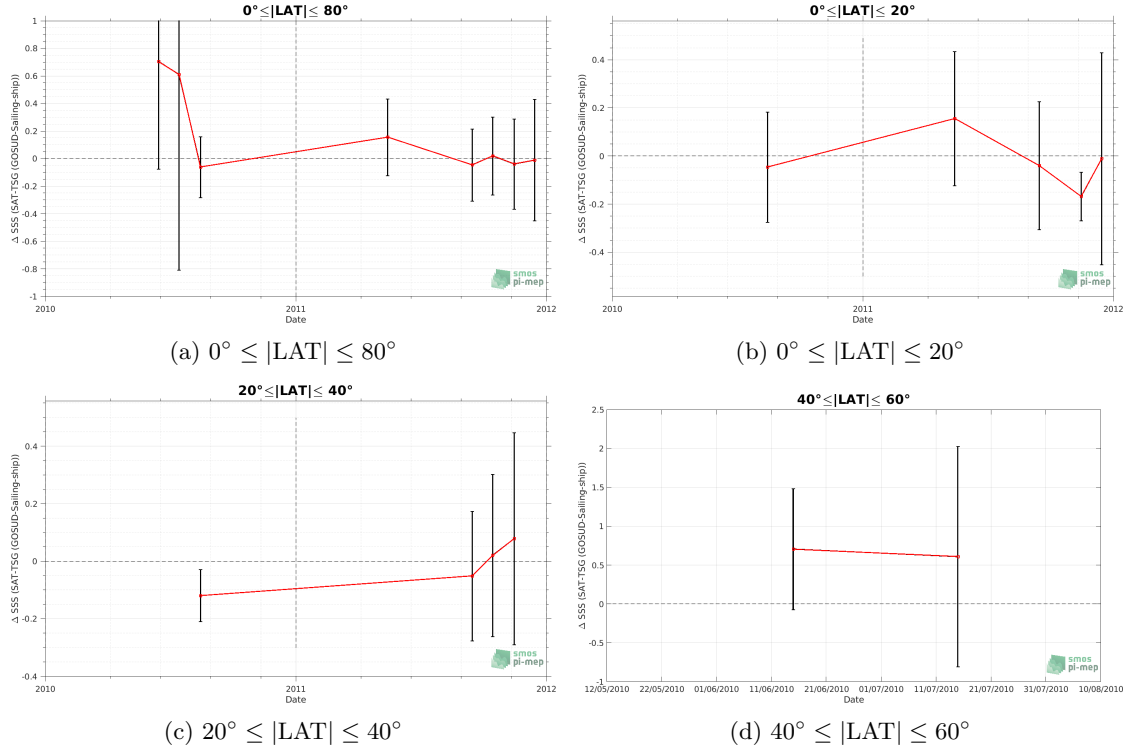 0°≤|LAT|≤ 80°
1
0.8
0.6
0.4
0.2
0
-0.2
-0.4
-0.6
-0.8
-1
Δ SSS (SAT-TSG (GOSUD-Sailing-ship))
2010
2011
2012
Date
smos
pi-mep
(a) 0° ≤ |LAT| ≤ 80°
0°≤|LAT|≤ 20°
0.4
0.2
0
-0.2
-0.4
Δ SSS (SAT-TSG (GOSUD-Sailing-ship))
2010
2011
2012
Date
smos
pi-mep
(b) 0° ≤ |LAT| ≤ 20°
20°≤|LAT|≤ 40°
0.4
0.2
0
-0.2
-0.4
Δ SSS (SAT-TSG (GOSUD-Sailing-ship))
2010
2011
2012
Date
smos
pi-mep
(c) 20° ≤ |LAT| ≤ 40°
40°≤|LAT|≤ 60°
2.5
2
1.5
1
0.5
0
-0.5
-1
Δ SSS (SAT-TSG (GOSUD-Sailing-ship))
12/05/2010 22/05/2010 01/06/2010 11/06/2010 21/06/2010 01/07/2010 11/07/2010 21/07/2010 31/07/2010 10/08/2010
Date
smos
pi-mep
(d) 40° ≤ |LAT| ≤ 60°